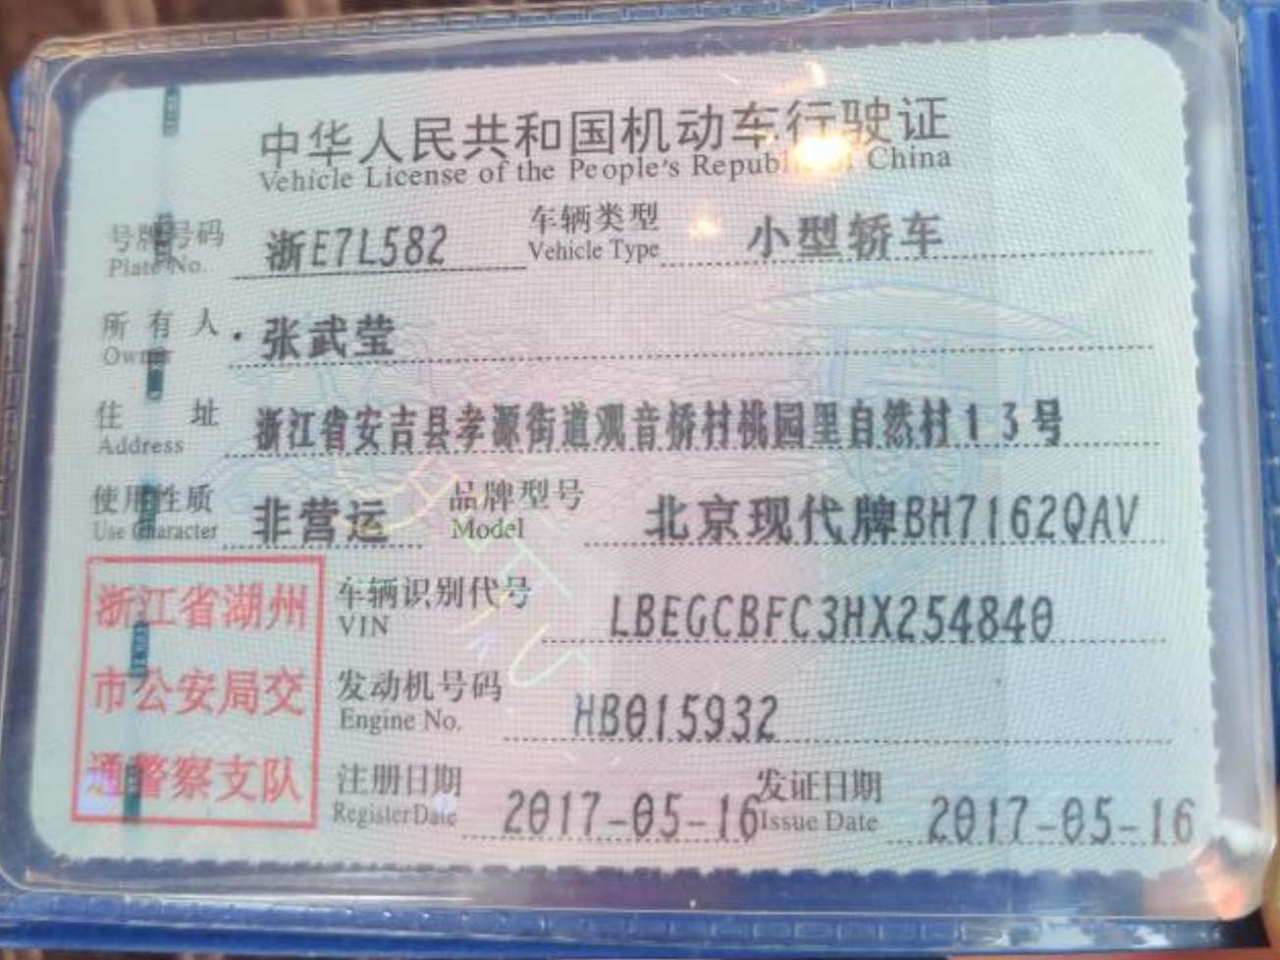 中华人民共和国机动车行驶证
Vehicle License of the People's Republic of China
号牌号码 浙E7L582 车辆类型 小型轿车
Plate No. Vehicle Type
所有人 张武莹
Owner
住址 浙江省安吉县孝源街道观音桥村桃园里自然村13号
Address
使用性质 非营运 品牌型号 北京现代牌BH7162QAV
Use Character Model
浙江省湖州
市公安局交
通警察支队
车辆识别代号 LBEGCBFC3HX254840
VIN
发动机号码 HB015932
Engine No.
注册日期 2017-05-16 发证日期 2017-05-16
Register Date Issue Date